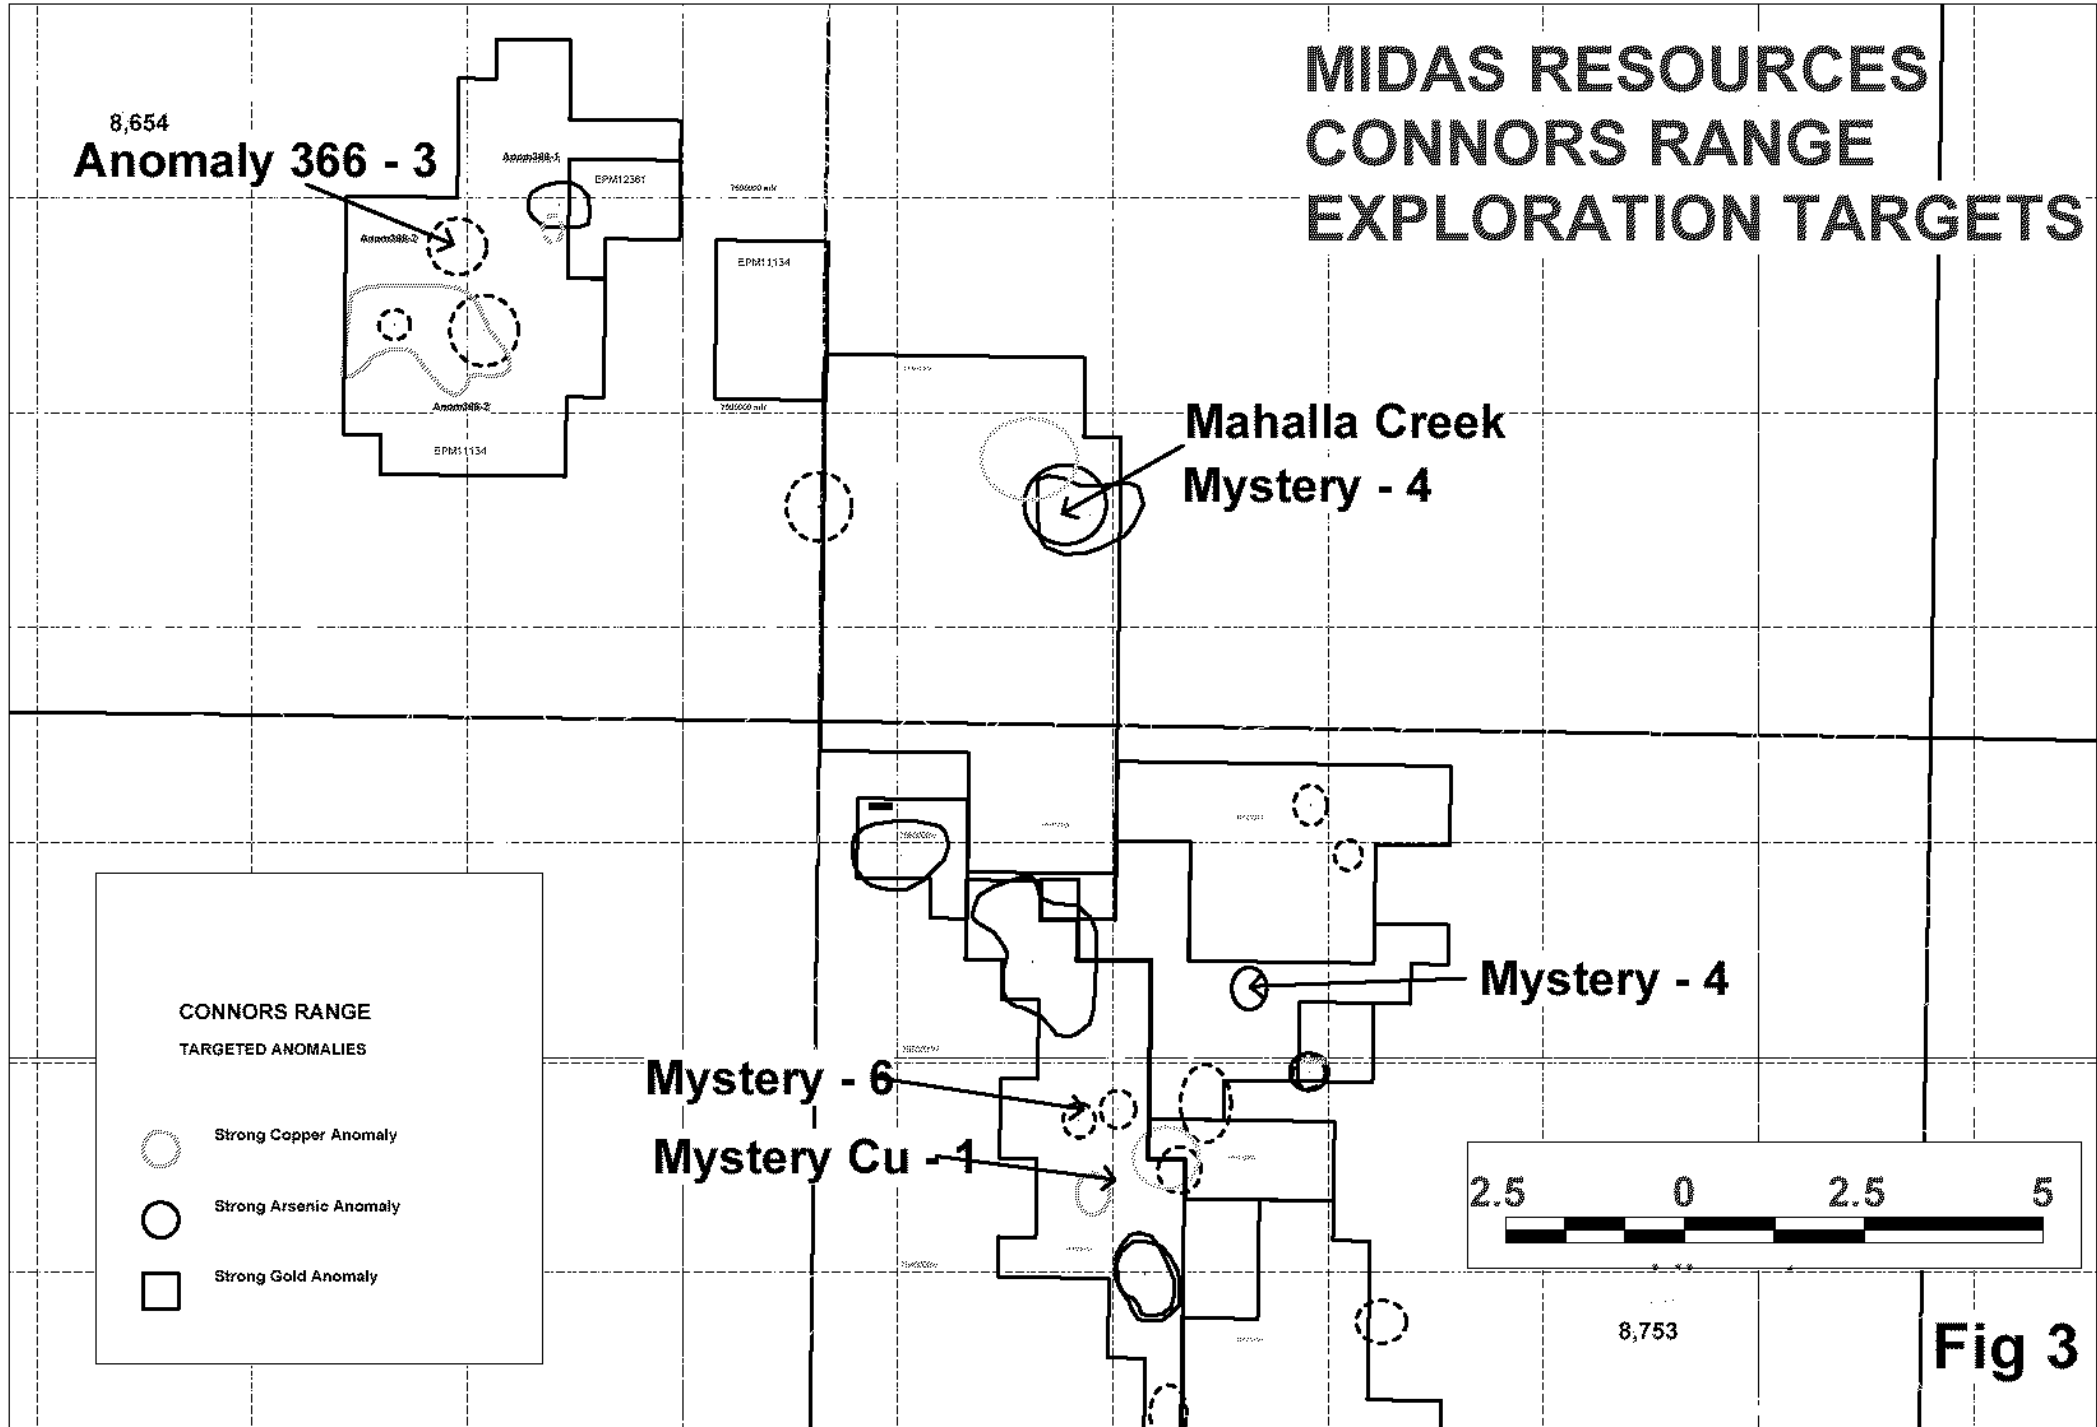 MIDAS RESOURCES
CONNORS RANGE
EXPLORATION TARGETS
8,654
Anomaly 366 - 3
EPM12361
EPM11134
EPM11134
Mahalla Creek
Mystery - 4
Mystery - 4
Mystery - 6
Mystery Cu - 1
CONNORS RANGE
TARGETED ANOMALIES
Strong Copper Anomaly
Strong Arsenic Anomaly
Strong Gold Anomaly
2.5 0 2.5 5
8,753
Fig 3